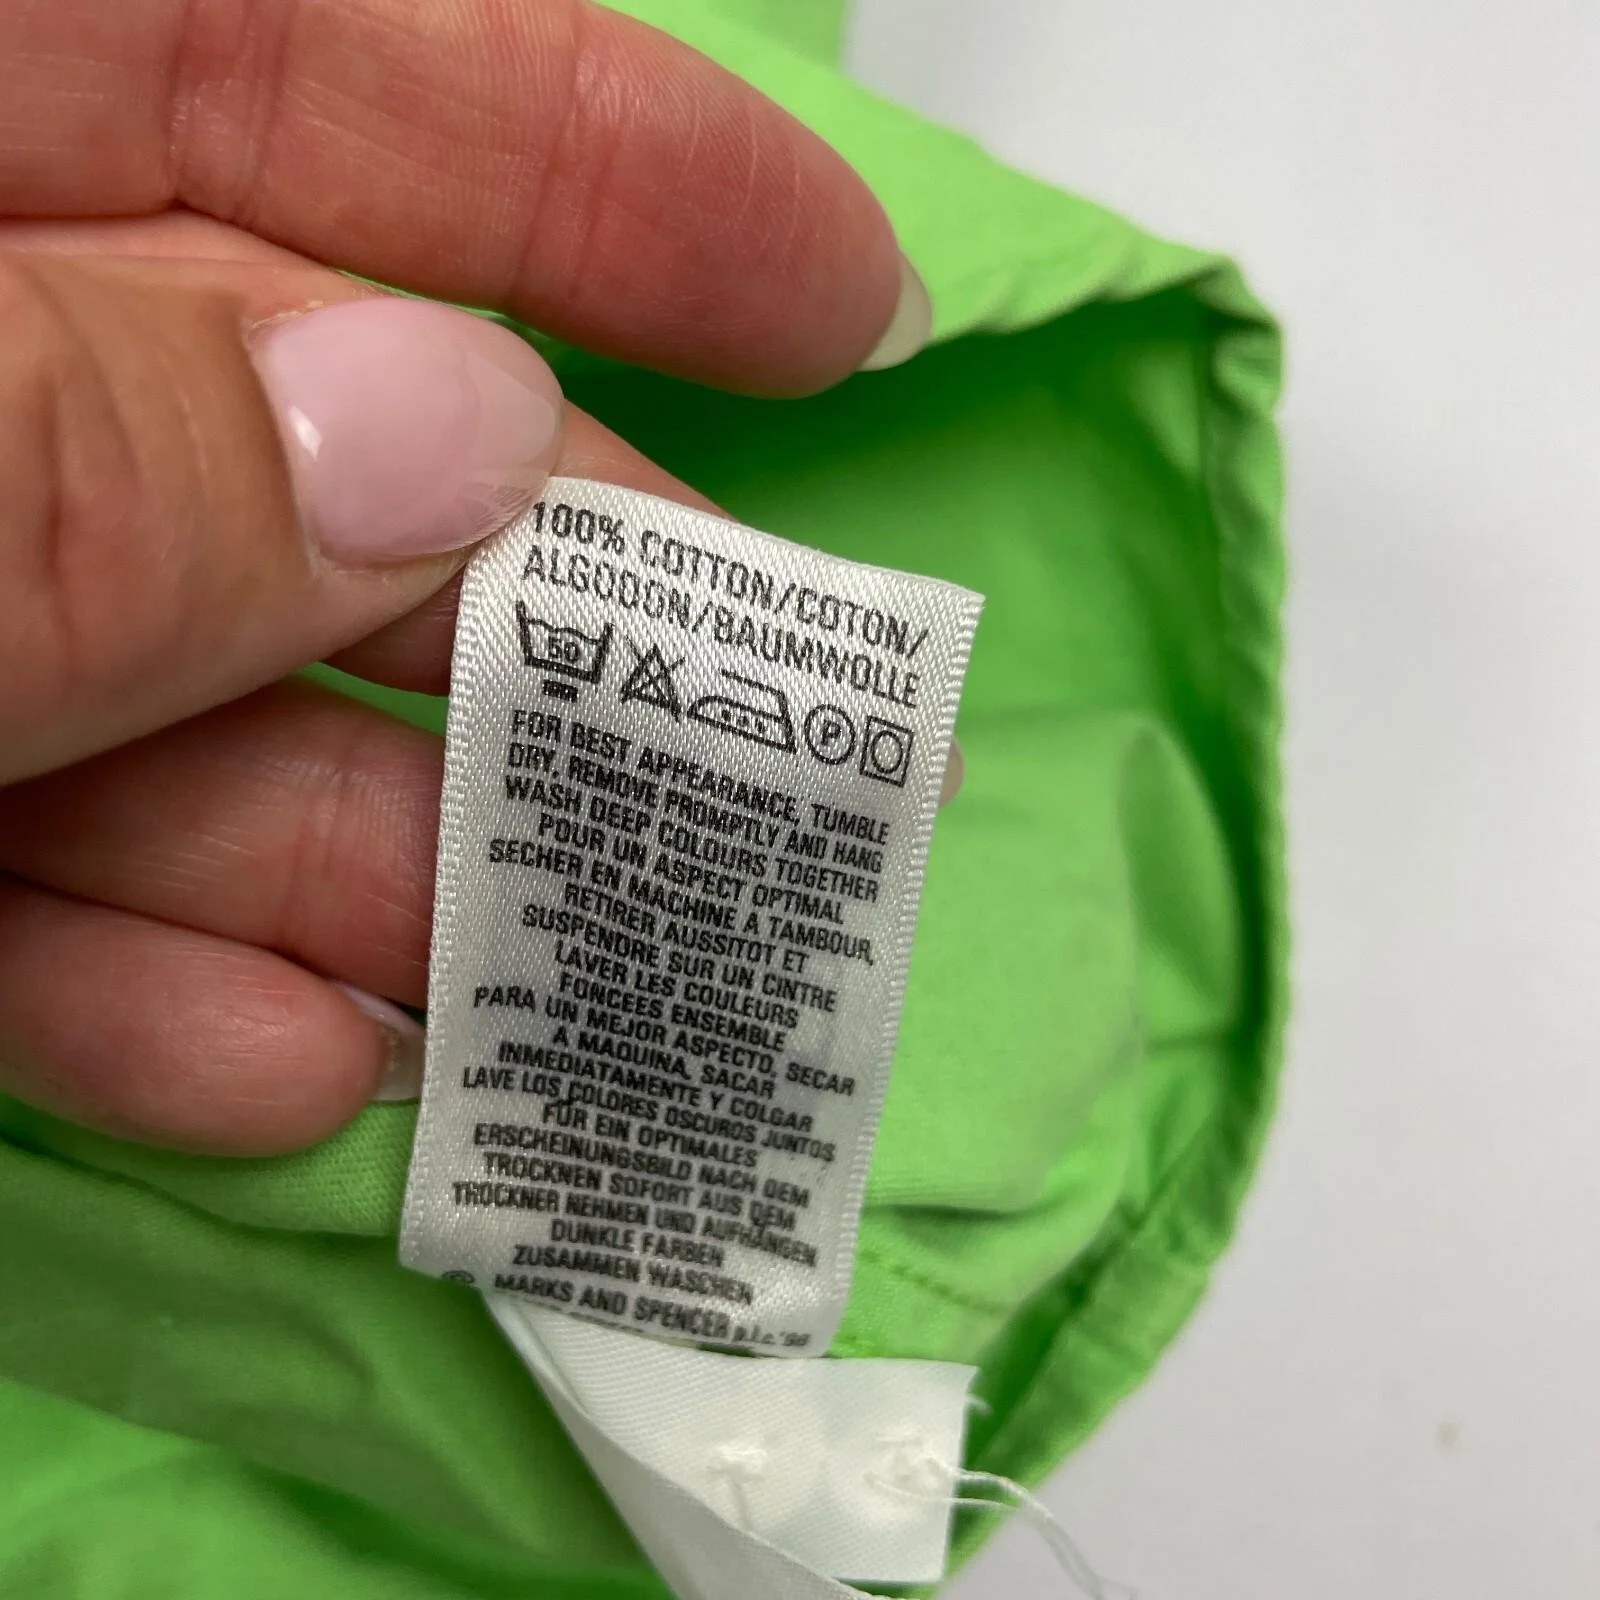 100% COTTON/COTON/
ALGODON/BAUMWOLLE
50
P
FOR BEST APPEARANCE, TUMBLE
DRY, REMOVE PROMPTLY AND HANG
WASH DEEP COLOURS TOGETHER
POUR UN ASPECT OPTIMAL
SECHER EN MACHINE A TAMBOUR,
RETIRER AUSSITOT ET
SUSPENDRE SUR UN CINTRE
LAVER LES COULEURS
FONCEES ENSEMBLE
PARA UN MEJOR ASPECTO, SECAR
A MAQUINA, SACAR
INMEDIATAMENTE Y COLGAR
LAVE LOS COLORES OSCUROS JUNTOS
FÜR EIN OPTIMALES
ERSCHEINUNGSBILD NACH DEM
TROCKNEN SOFORT AUS DEM
TROCKNER NEHMEN UND AUFHÄNGEN
DUNKLE FARBEN
ZUSAMMEN WASCHEN
© MARKS AND SPENCER p.l.c.